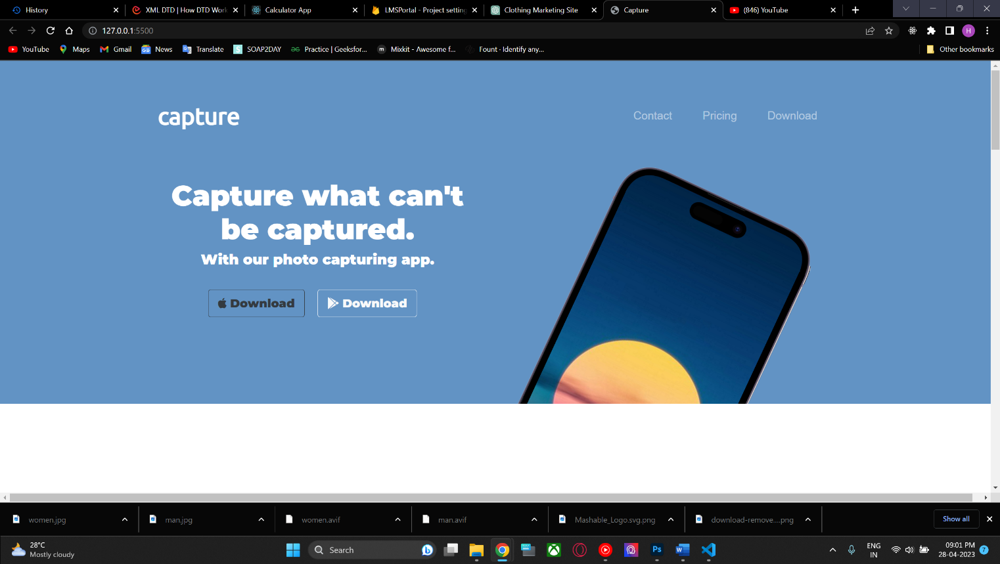 History
XML DTD | How DTD Work
Calculator App
LMSPortal - Project setting
Clothing Marketing Site
Capture
(846) YouTube
127.0.0.1:5500
H
YouTube
Maps
Gmail
News
Translate
SOAP2DAY
Practice | Geeksfor...
Mixkit - Awesome f...
Fount - Identify any...
Other bookmarks
capture
Contact
Pricing
Download
Capture what can't
be captured.
With our photo capturing app.
Download
Download
women.jpg
man.jpg
women.avif
man.avif
Mashable_Logo.svg.png
download-remove....png
Show all
28°C
Mostly cloudy
Search
Ps
W
ENG
IN
09:01 PM
28-04-2023
7